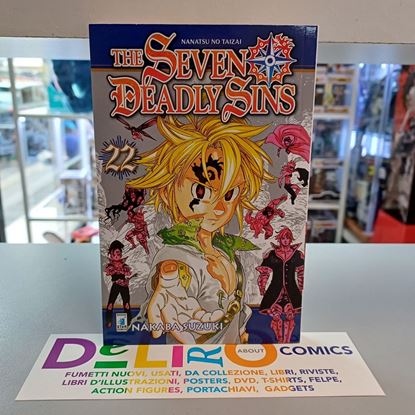 NANATSU NO TAIZAI
THE SEVEN
DEADLY SINS
22
NAKABA SUZUKI
DELIRO ABOUT COMICS
FUMETTI NUOVI, USATI, DA COLLEZIONE, LIBRI, RIVISTE,
LIBRI D'ILLUSTRAZIONI, POSTERS, DVD, T-SHIRTS, FELPE,
ACTION FIGURES, PORTACHIAVI, GADGETS